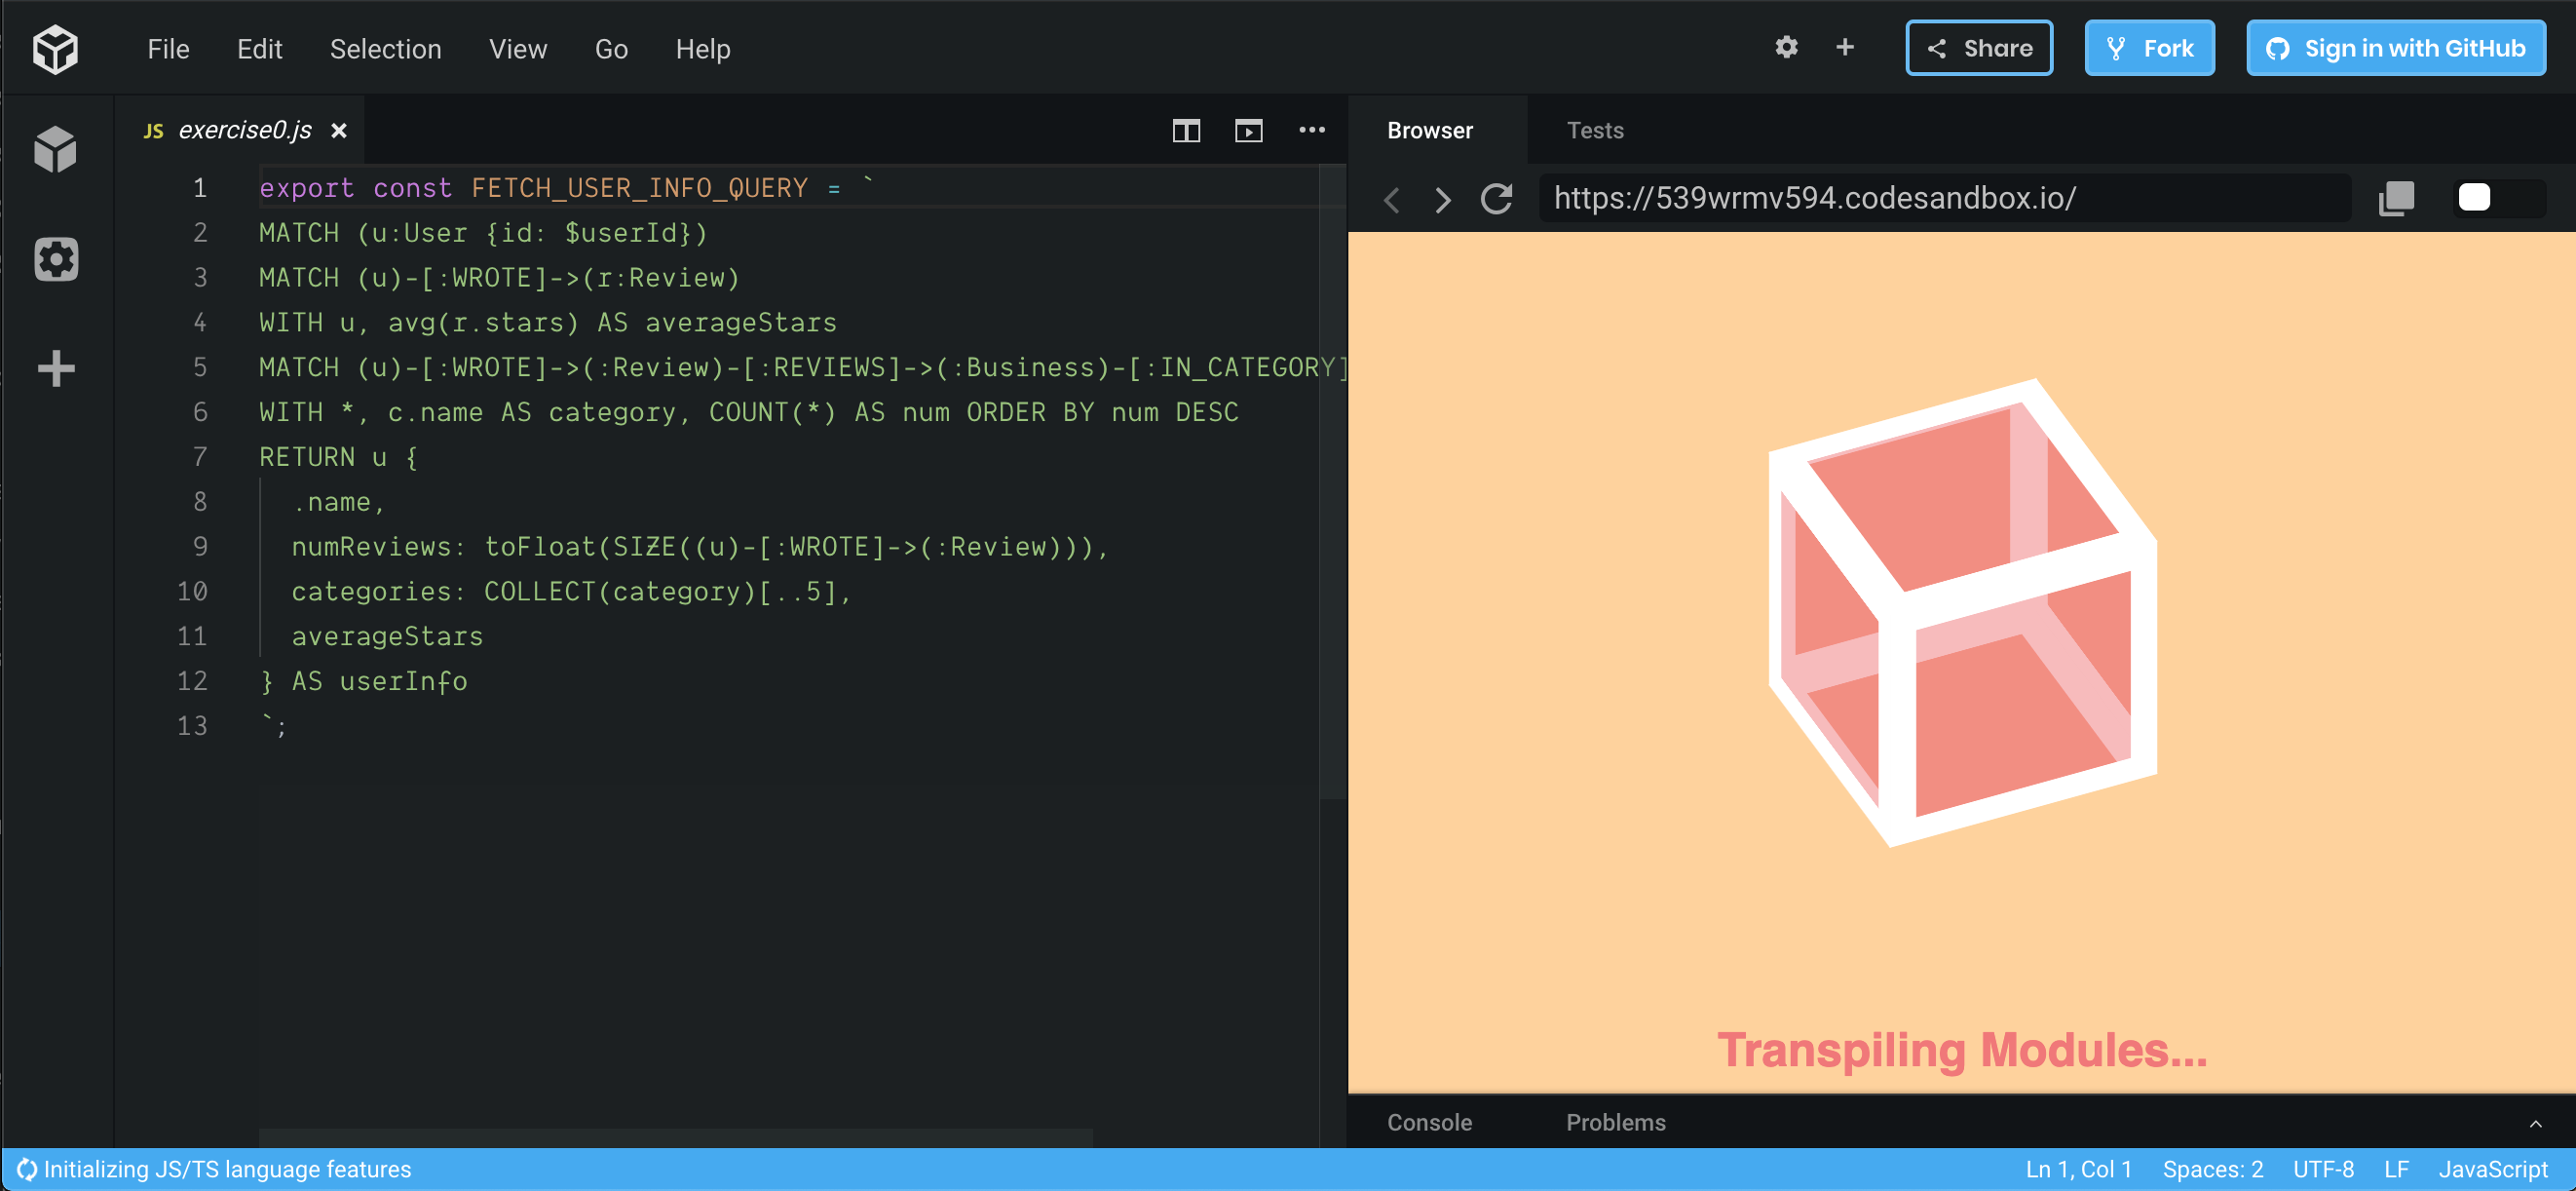 File Edit Selection View Go Help Share Fork Sign in with GitHub
JS exercise0.js
Browser Tests
https://539wrmv594.codesandbox.io/
1 export const FETCH_USER_INFO_QUERY = `
2 MATCH (u:User {id: $userId})
3 MATCH (u)-[:WROTE]->(r:Review)
4 WITH u, avg(r.stars) AS averageStars
5 MATCH (u)-[:WROTE]->(:Review)-[:REVIEWS]->(:Business)-[:IN_CATEGORY]
6 WITH *, c.name AS category, COUNT(*) AS num ORDER BY num DESC
7 RETURN u {
8 .name,
9 numReviews: toFloat(SIZE((u)-[:WROTE]->(:Review))),
10 categories: COLLECT(category)[..5],
11 averageStars
12 } AS userInfo
13 `;
Transpiling Modules...
Console Problems
Initializing JS/TS language features Ln 1, Col 1 Spaces: 2 UTF-8 LF JavaScript